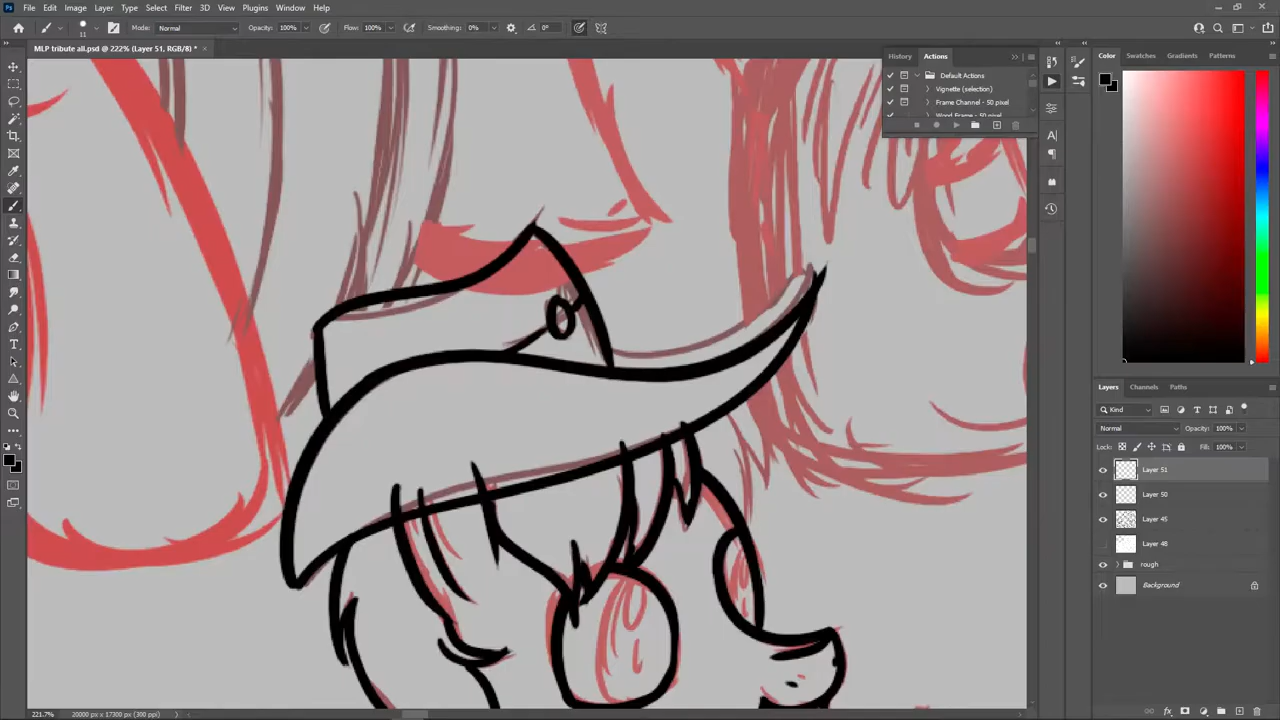 File Edit Image Layer Type Select Filter 3D View Plugins Window Help
11 Mode: Normal Opacity: 100% Flow: 100% Smoothing: 0% 0°
MLP tribute all.psd @ 222% (Layer 51, RGB/8) *
History Actions
Default Actions
Vignette (selection)
Frame Channel - 50 pixel
Wood Frame - 50 pixel
Color Swatches Gradients Patterns
Layers Channels Paths
Kind
Normal Opacity: 100%
Lock: Fill: 100%
Layer 51
Layer 50
Layer 45
Layer 48
rough
Background
221.7% 20000 px x 17300 px (300 ppi)